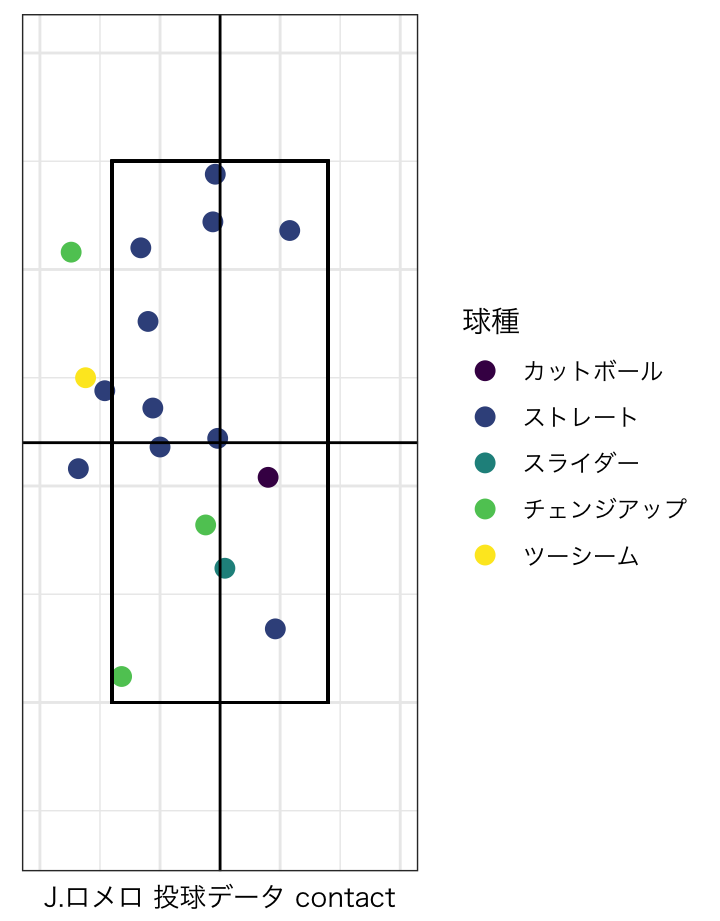 球種
カットボール
ストレート
スライダー
チェンジアップ
ツーシーム
J.ロメロ 投球データ contact